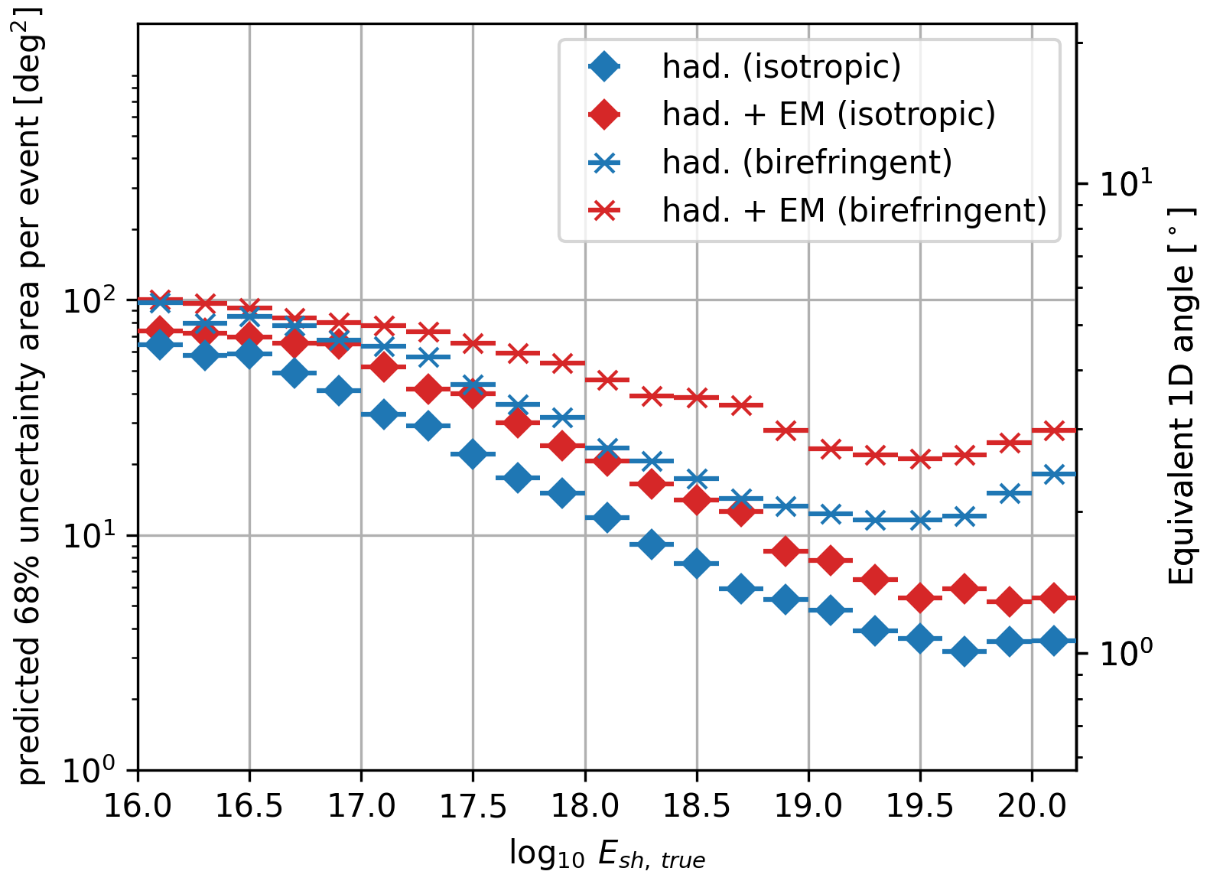 predicted 68% uncertainty area per event [deg²]
10²
10¹
10⁰
had. (isotropic)
had. + EM (isotropic)
had. (birefringent)
had. + EM (birefringent)
10¹
10⁰
Equivalent 1D angle [°]
16.0 16.5 17.0 17.5 18.0 18.5 19.0 19.5 20.0
log₁₀ E_{sh, true}